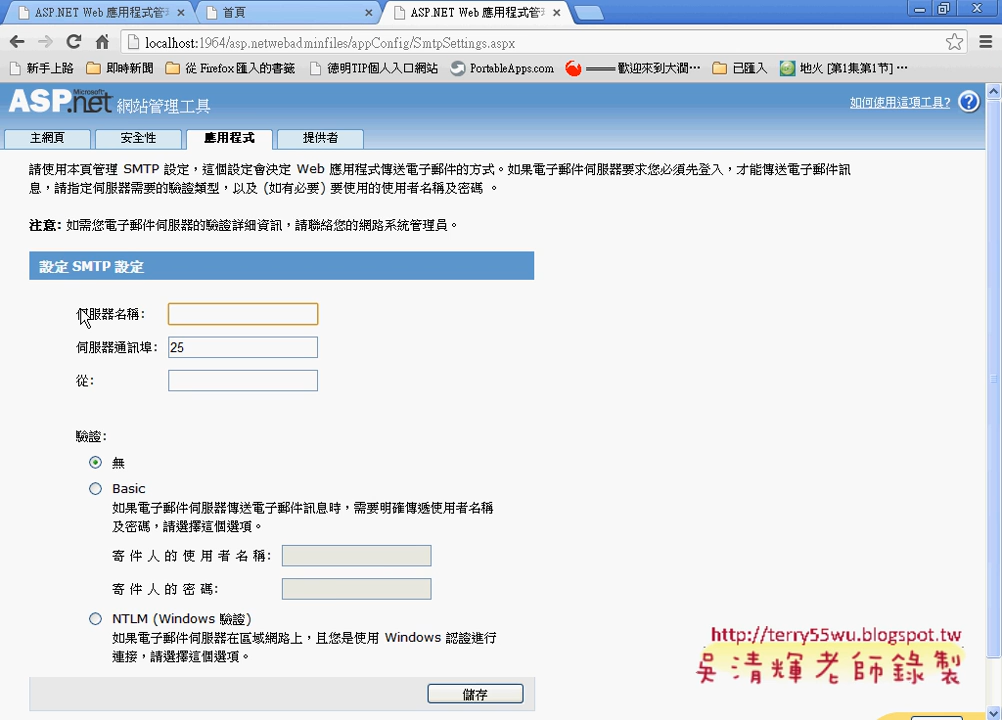 ASP.NET Web 應用程式管 首頁 ASP.NET Web 應用程式管
localhost:1964/asp.netwebadminfiles/appConfig/SmtpSettings.aspx
新手上路 即時新聞 從 Firefox 匯入的書籤 德明TIP個人入口網站 PortableApps.com ——歡迎來到大濶⋯ 已匯入 地火 [第1集第1节] ⋯
Microsoft
ASP.net 網站管理工具 如何使用這項工具?
主網頁 安全性 應用程式 提供者
請使用本頁管理 SMTP 設定，這個設定會決定 Web 應用程式傳送電子郵件的方式。如果電子郵件伺服器要求您必須先登入，才能傳送電子郵件訊
息，請指定伺服器需要的驗證類型，以及 (如有必要) 要使用的使用者名稱及密碼 。
注意: 如需您電子郵件伺服器的驗證詳細資訊，請聯絡您的網路系統管理員。
設定 SMTP 設定
伺服器名稱:
伺服器通訊埠: 25
從:
驗證:
無
Basic
如果電子郵件伺服器傳送電子郵件訊息時，需要明確傳遞使用者名稱
及密碼，請選擇這個選項。
寄件人的使用者名稱:
寄件人的密碼:
NTLM (Windows 驗證)
如果電子郵件伺服器在區域網路上，且您是使用 Windows 認證進行
連接，請選擇這個選項。
儲存
http://terry55wu.blogspot.tw
吳清輝老師錄製